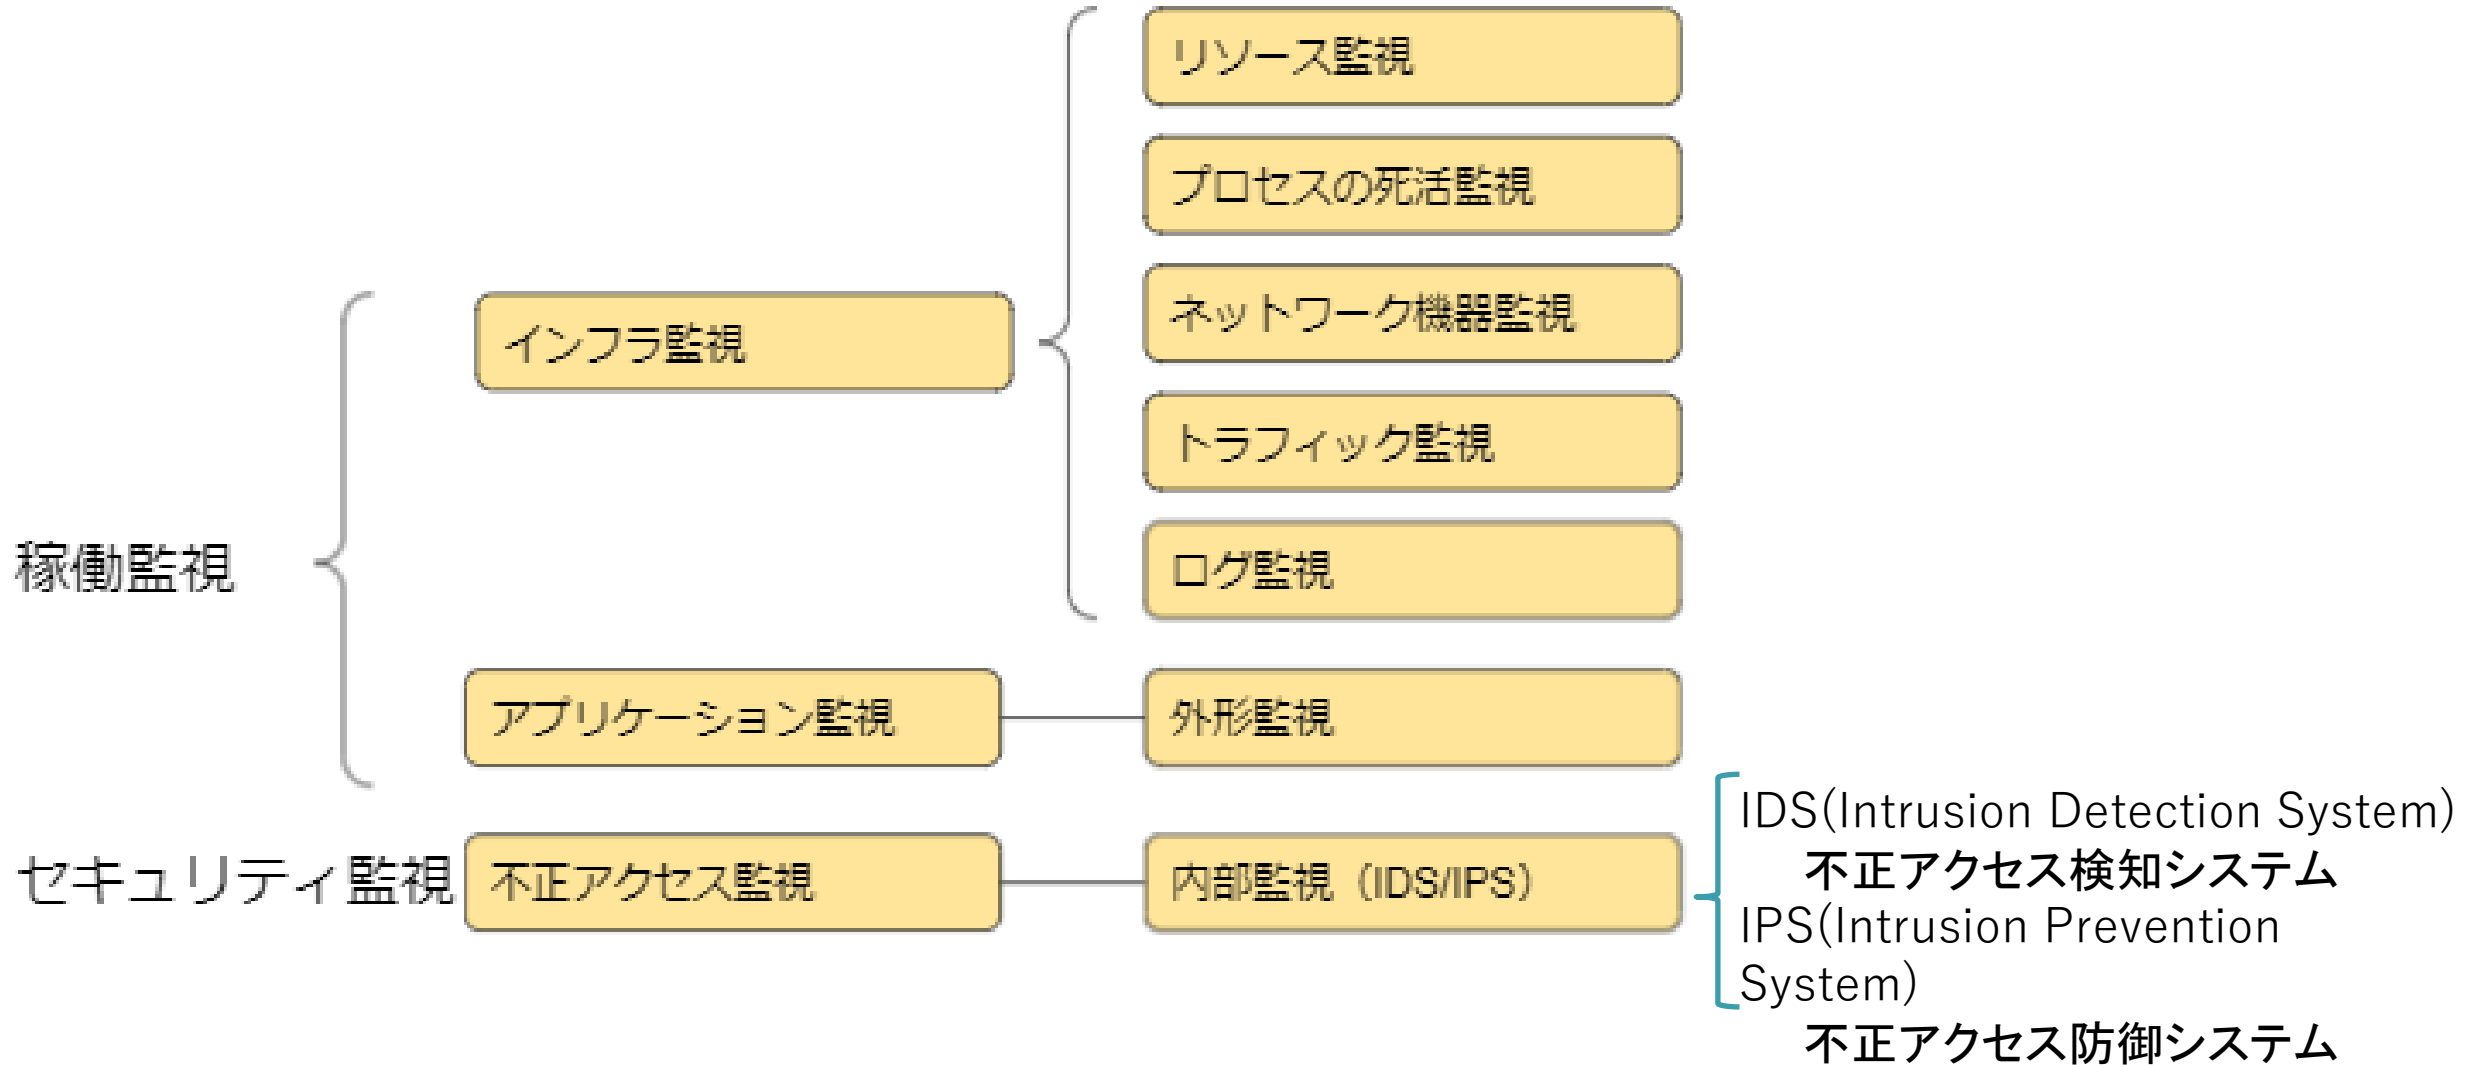 リソース監視
プロセスの死活監視
ネットワーク機器監視
インフラ監視
トラフィック監視
ログ監視
稼働監視
アプリケーション監視
外形監視
セキュリティ監視
不正アクセス監視
内部監視（IDS/IPS）
IDS(Intrusion Detection System)
不正アクセス検知システム
IPS(Intrusion Prevention
System)
不正アクセス防御システム